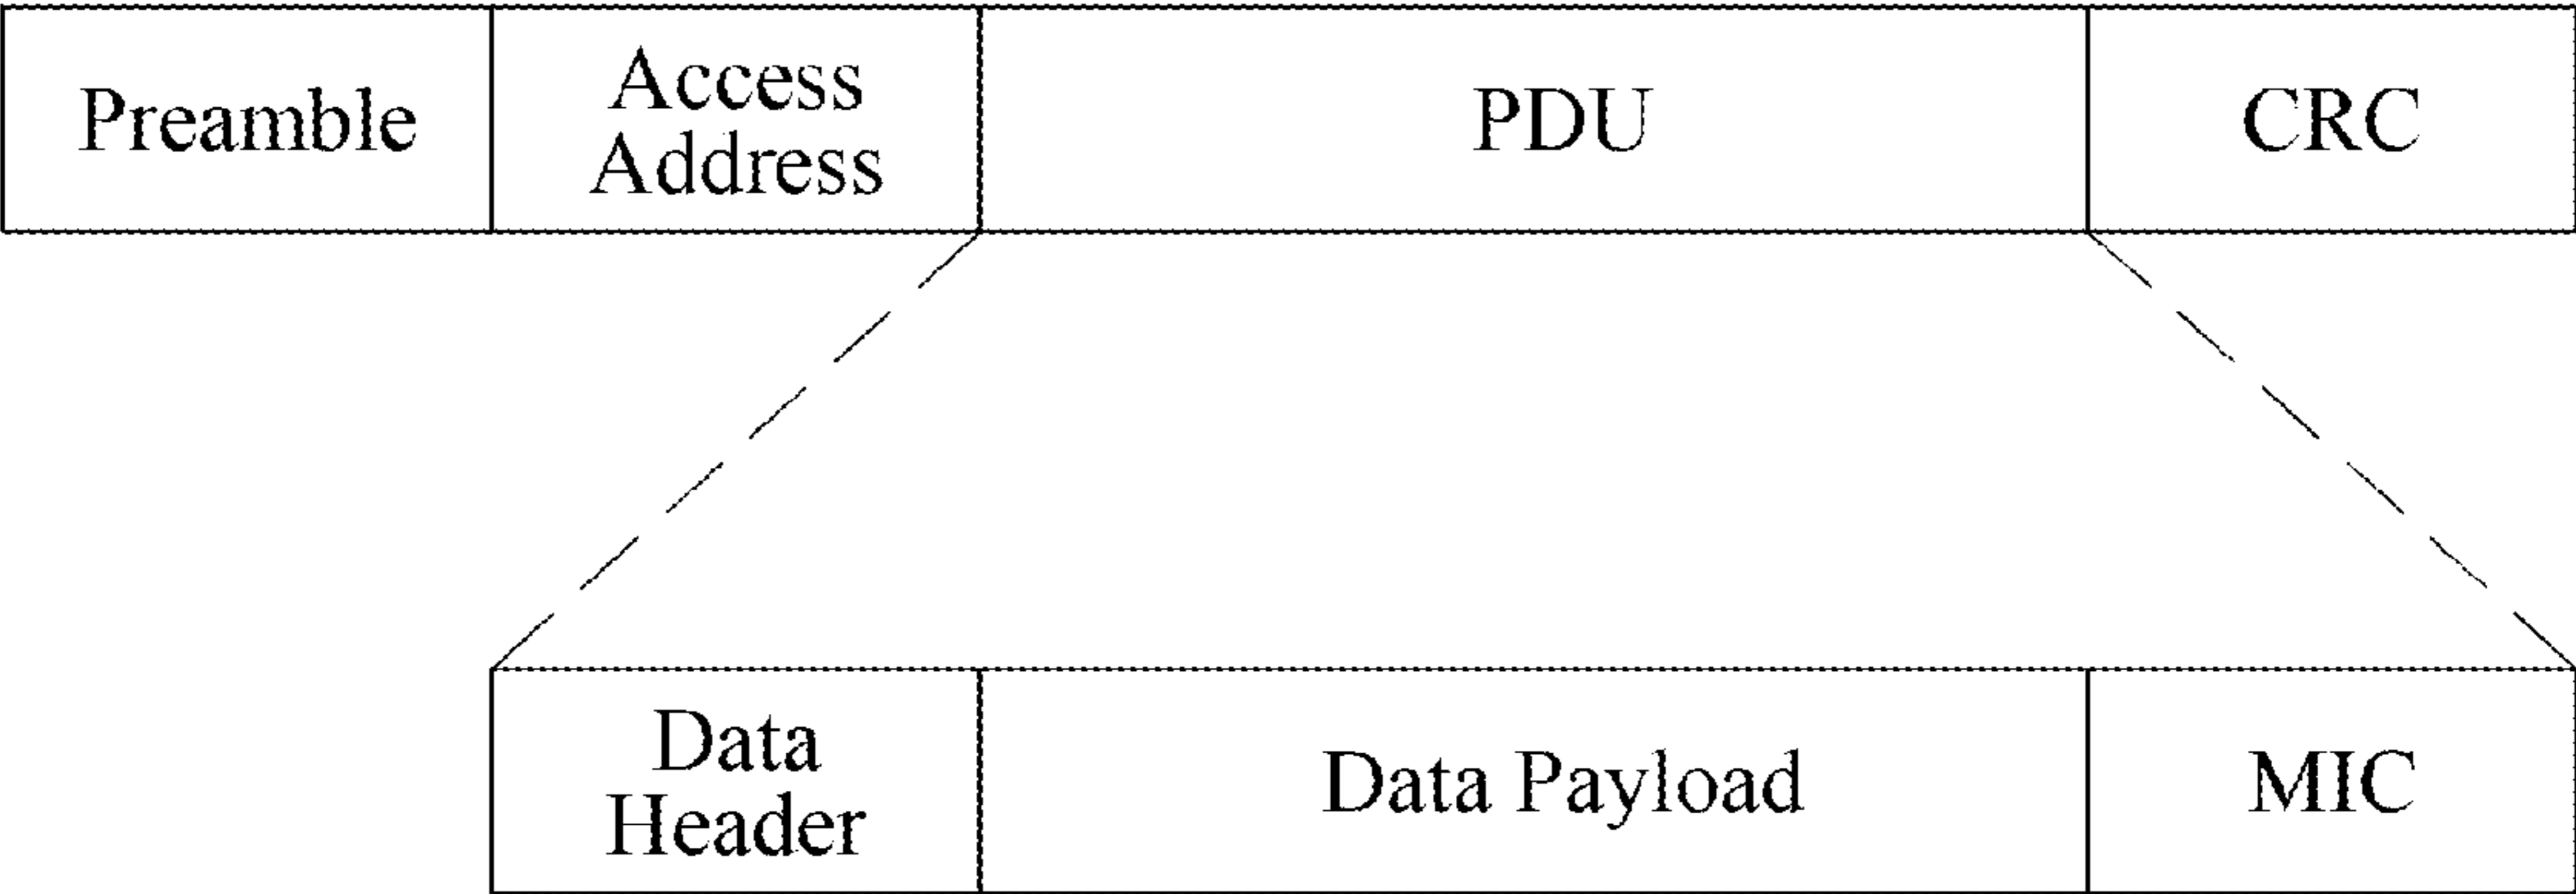 Preamble
Access
Address
PDU
CRC
Data
Header
Data Payload
MIC